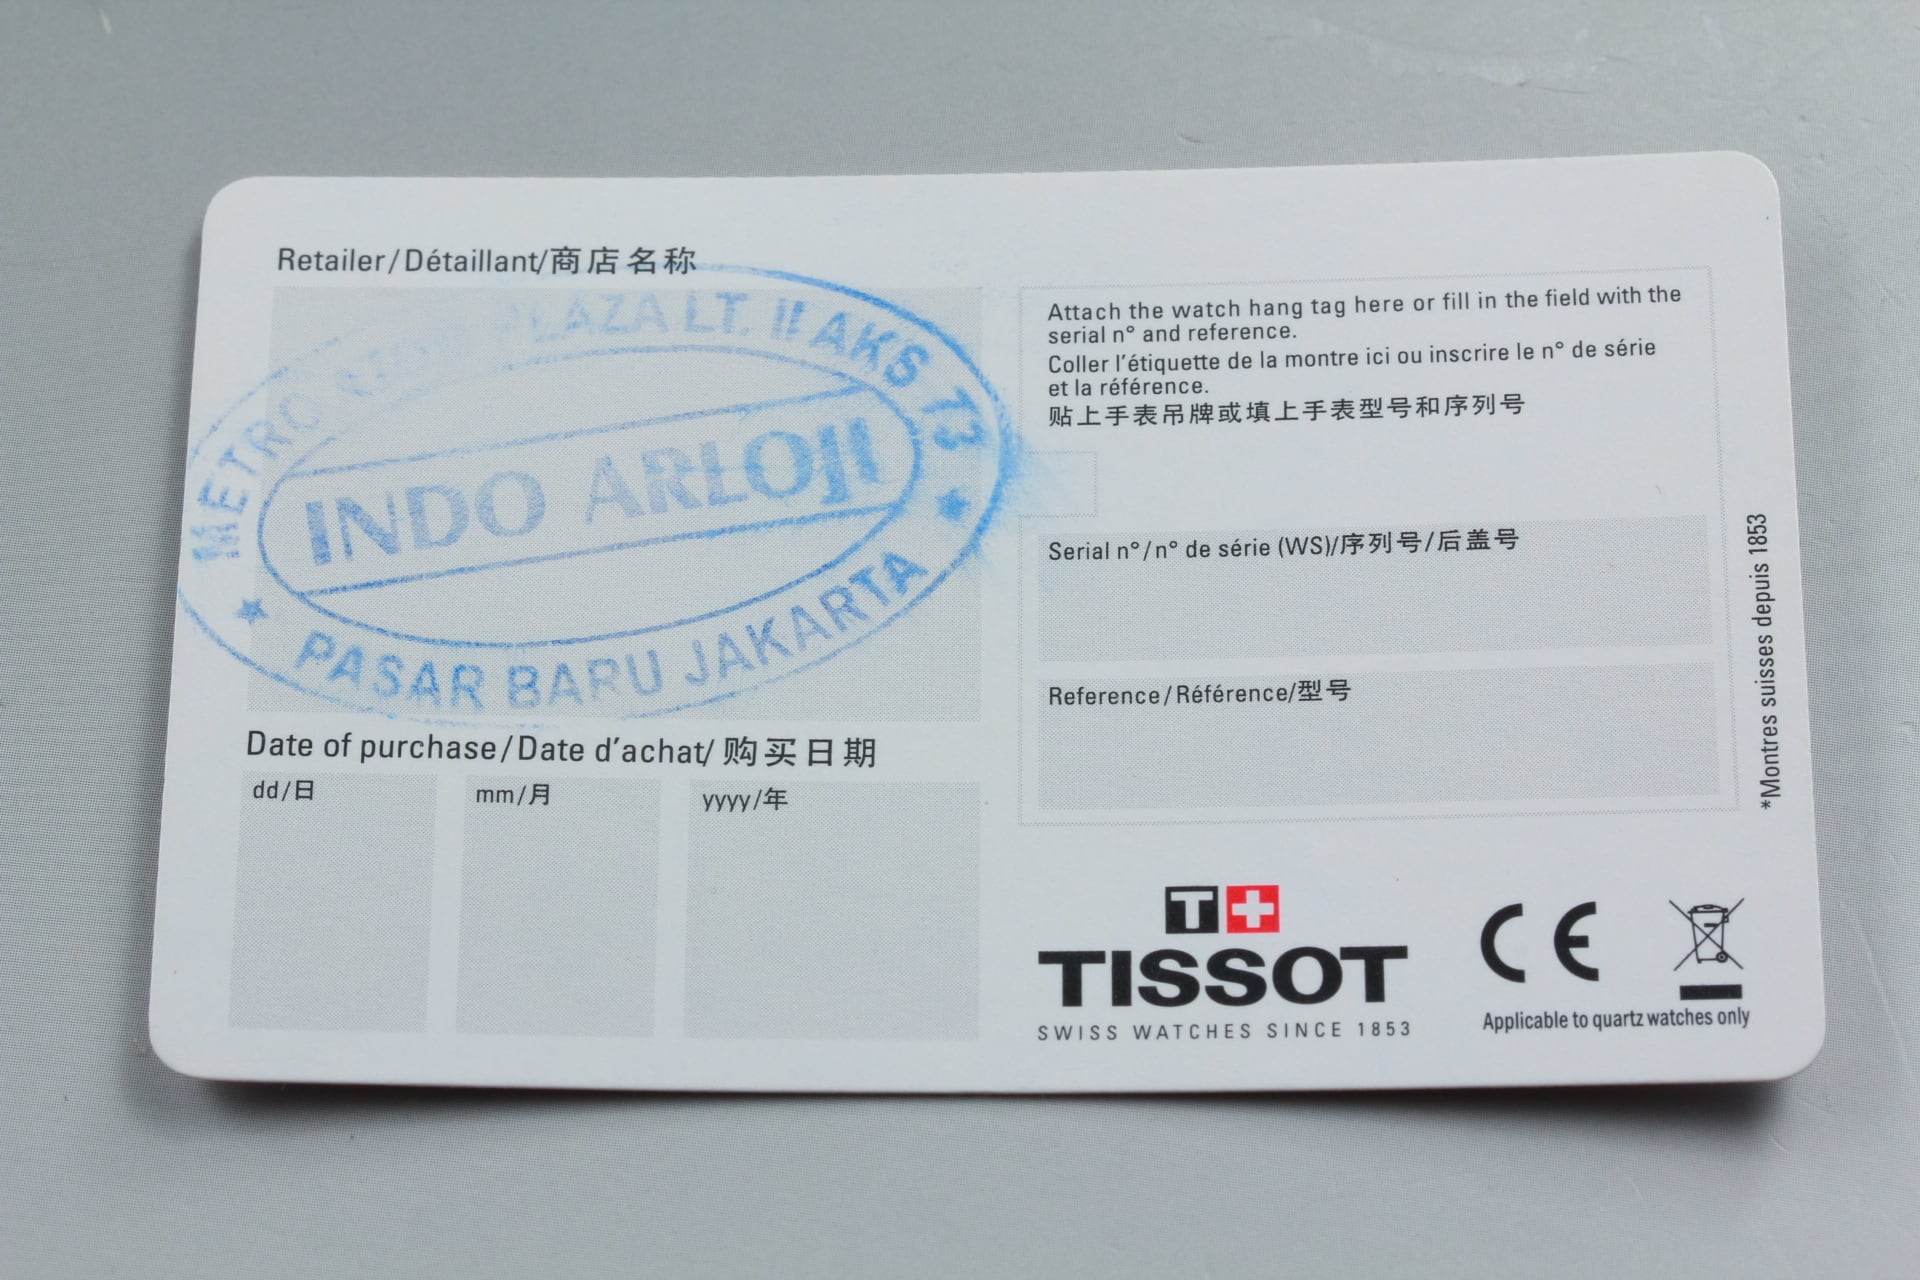 Retailer/Détaillant/商店名称
METRO PLAZA LT. II AKS 73
INDO ARLOJI
PASAR BARU JAKARTA
Date of purchase/Date d'achat/ 购买日期
dd/日
mm/月
yyyy/年
Attach the watch hang tag here or fill in the field with the
serial n° and reference.
Coller l'étiquette de la montre ici ou inscrire le n° de série
et la référence.
贴上手表吊牌或填上手表型号和序列号
Serial n°/n° de série (WS)/序列号/后盖号
Reference/Référence/型号
*Montres suisses depuis 1853
T+
TISSOT
SWISS WATCHES SINCE 1853
CE
Applicable to quartz watches only